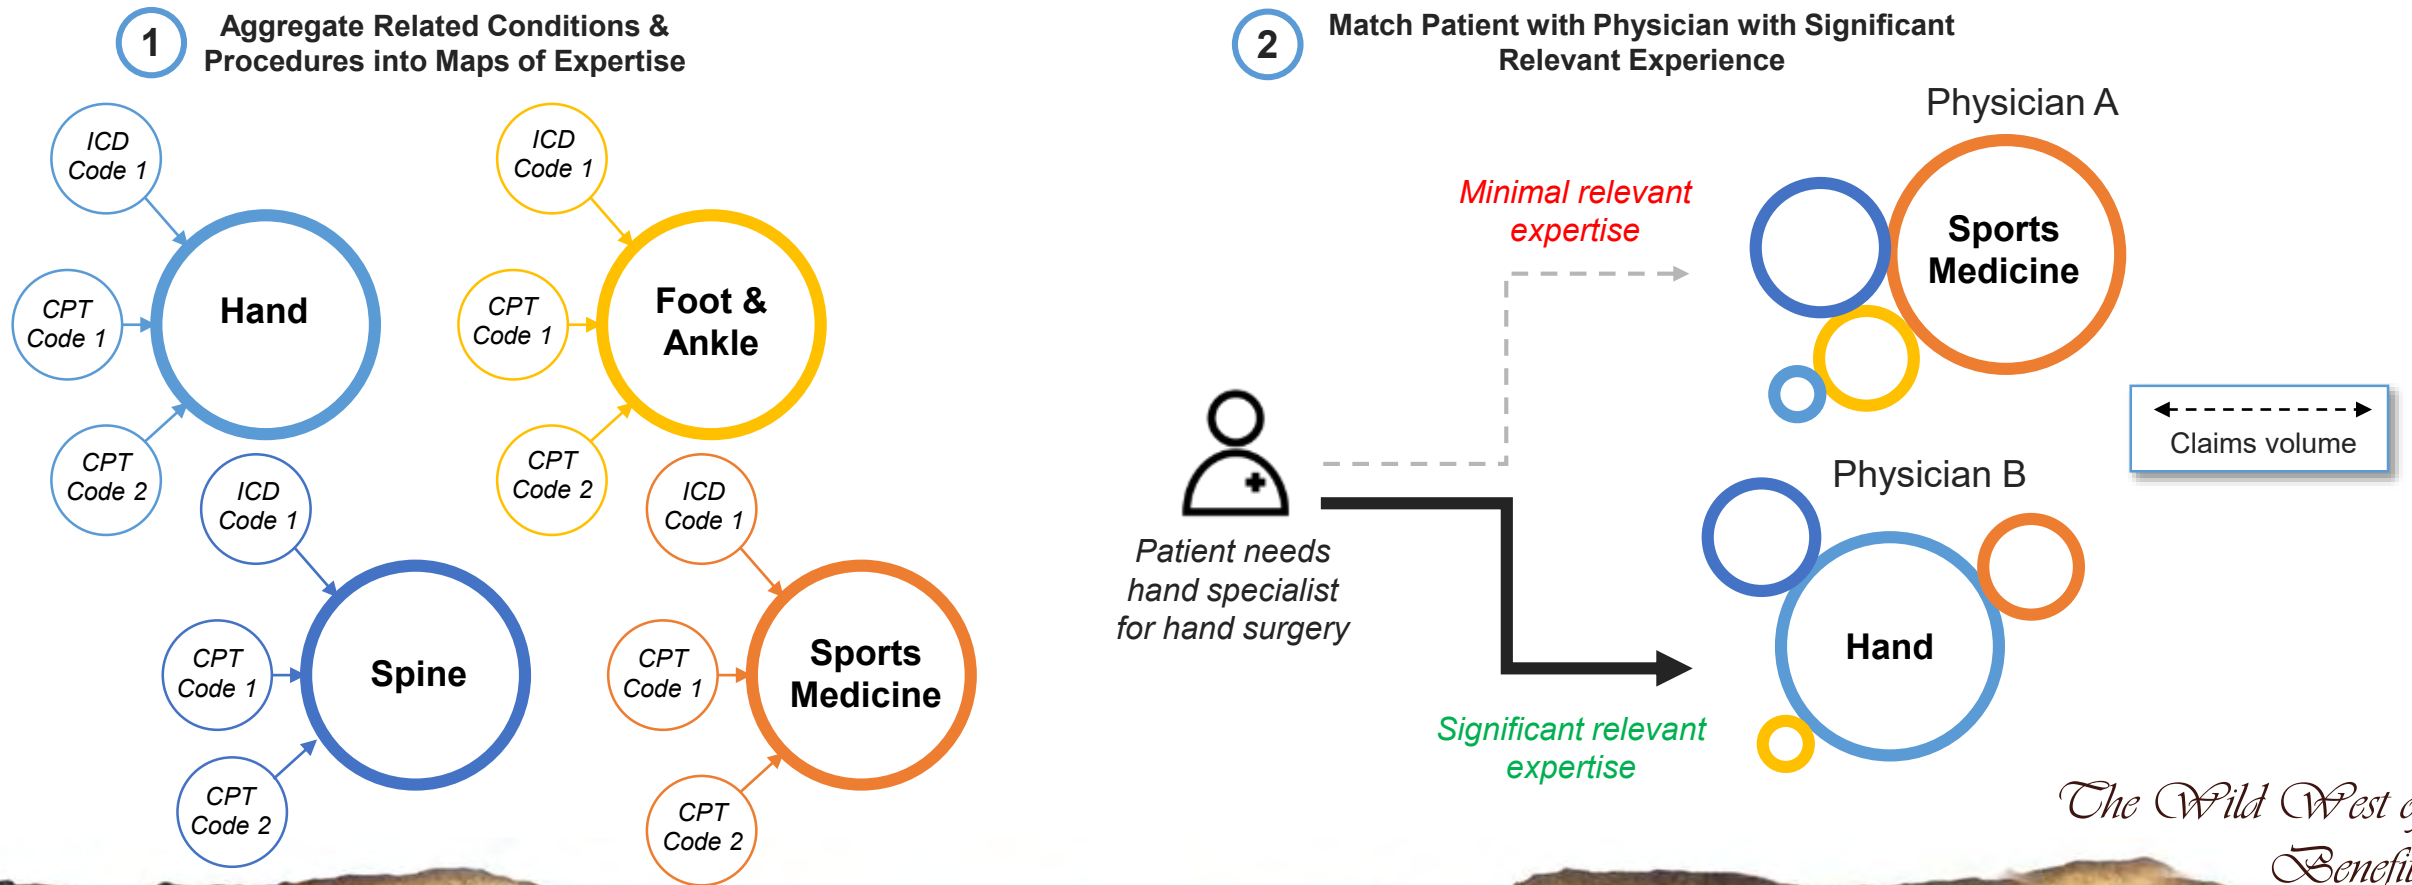 1
Aggregate Related Conditions &
Procedures into Maps of Expertise
ICD
Code 1
CPT
Code 1
CPT
Code 2
Hand
ICD
Code 1
CPT
Code 1
CPT
Code 2
Foot &
Ankle
ICD
Code 1
CPT
Code 1
CPT
Code 2
Spine
ICD
Code 1
CPT
Code 1
CPT
Code 2
Sports
Medicine
2
Match Patient with Physician with Significant
Relevant Experience
Physician A
Minimal relevant
expertise
Sports
Medicine
Claims volume
Patient needs
hand specialist
for hand surgery
Physician B
Hand
Significant relevant
expertise
The Wild West